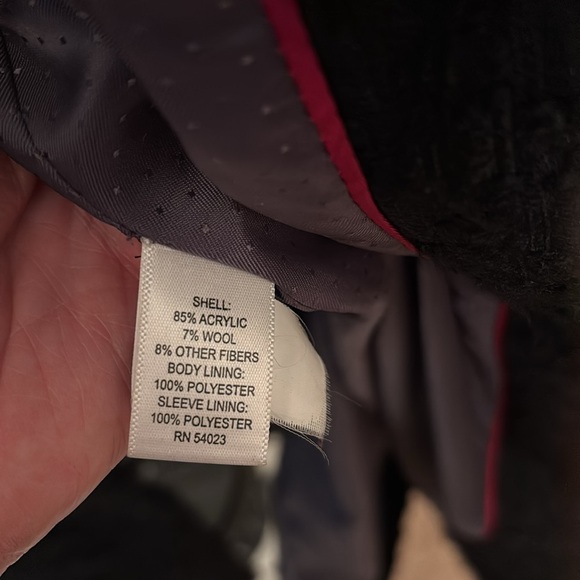 SHELL:
85% ACRYLIC
7% WOOL
8% OTHER FIBERS
BODY LINING:
100% POLYESTER
SLEEVE LINING:
100% POLYESTER
RN 54023